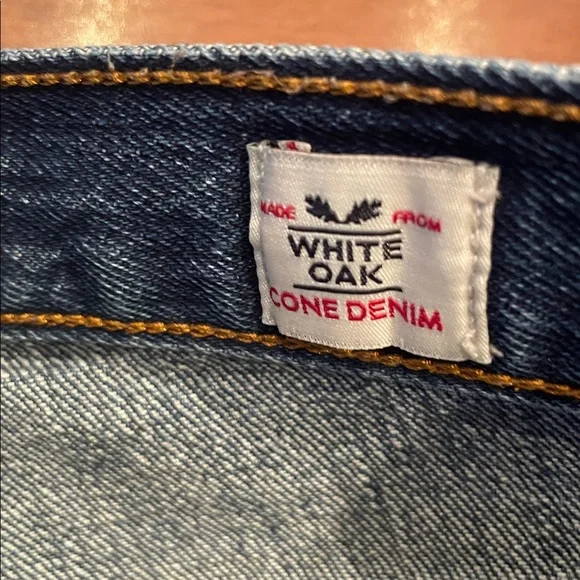 MADE FROM
WHITE
OAK
CONE DENIM